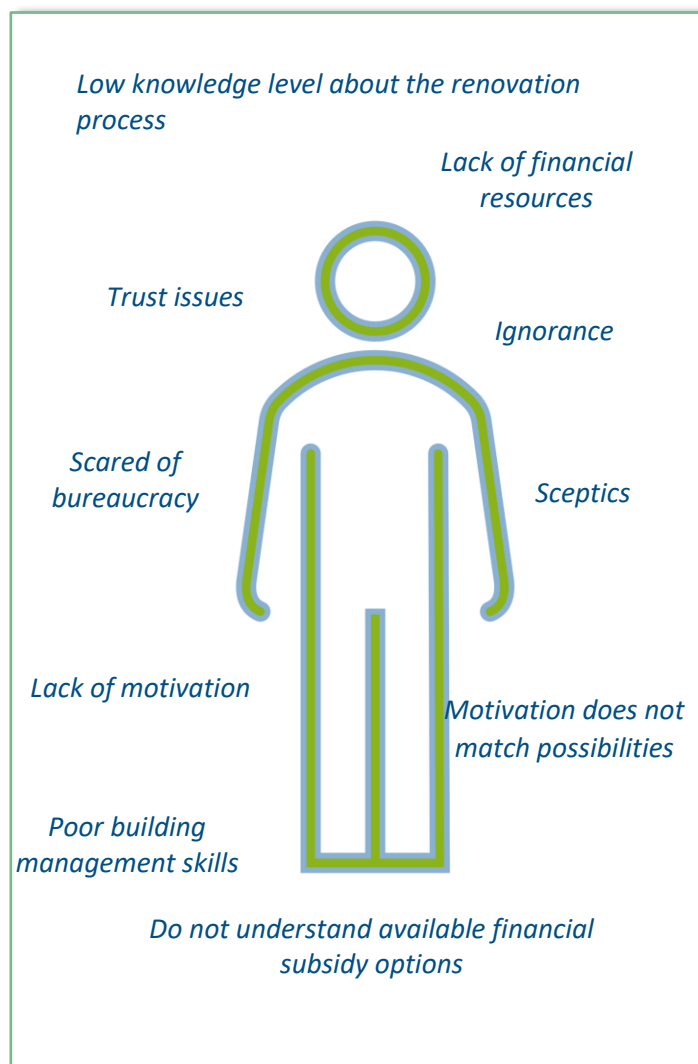 Low knowledge level about the renovation
process
Lack of financial
resources
Trust issues
Ignorance
Scared of
bureaucracy
Sceptics
Lack of motivation
Motivation does not
match possibilities
Poor building
management skills
Do not understand available financial
subsidy options